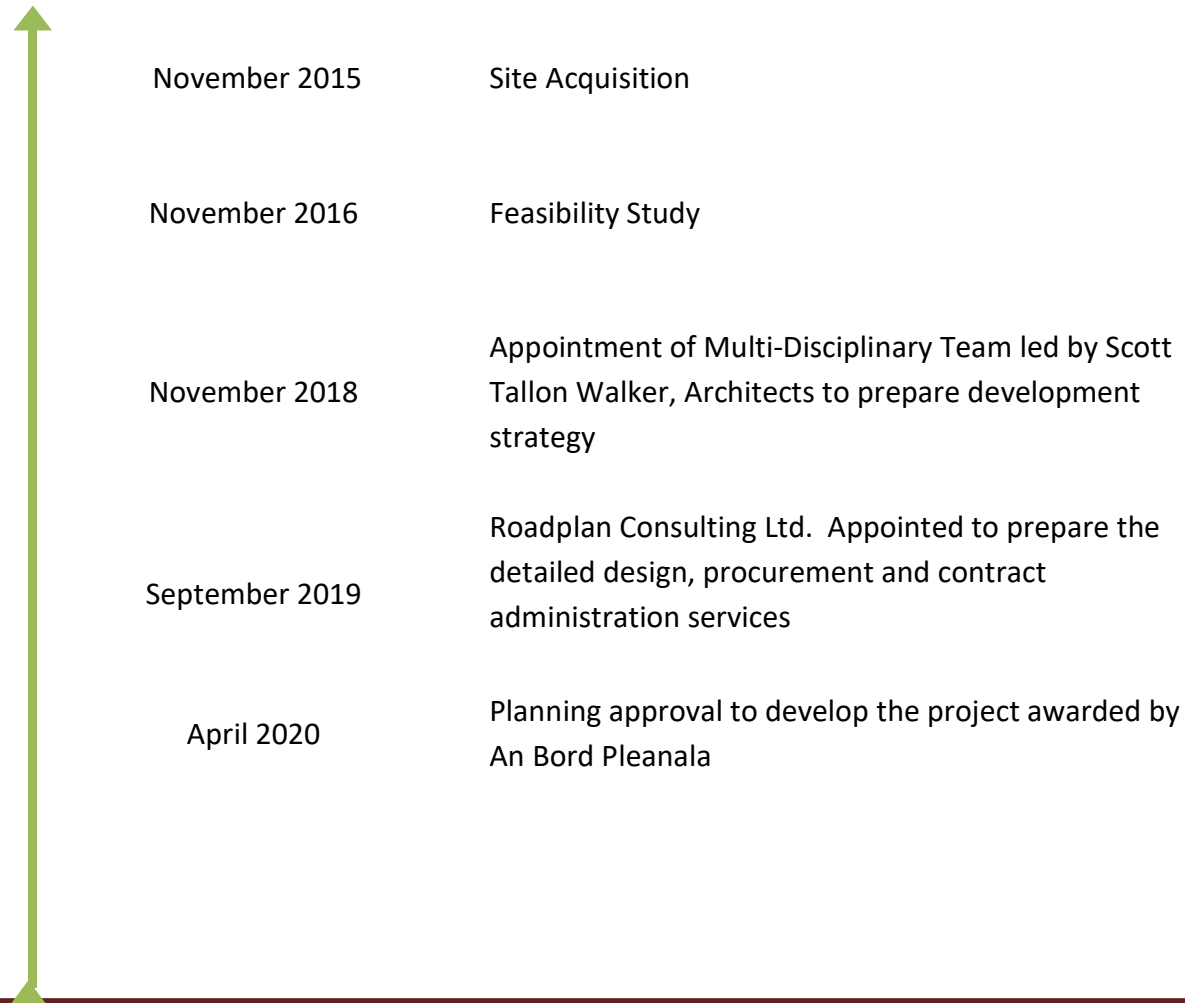 November 2015 Site Acquisition
November 2016 Feasibility Study
Appointment of Multi-Disciplinary Team led by Scott
November 2018 Tallon Walker, Architects to prepare development
strategy
Roadplan Consulting Ltd.  Appointed to prepare the
detailed design, procurement and contract
September 2019
administration services
Planning approval to develop the project awarded by
April 2020
An Bord Pleanala